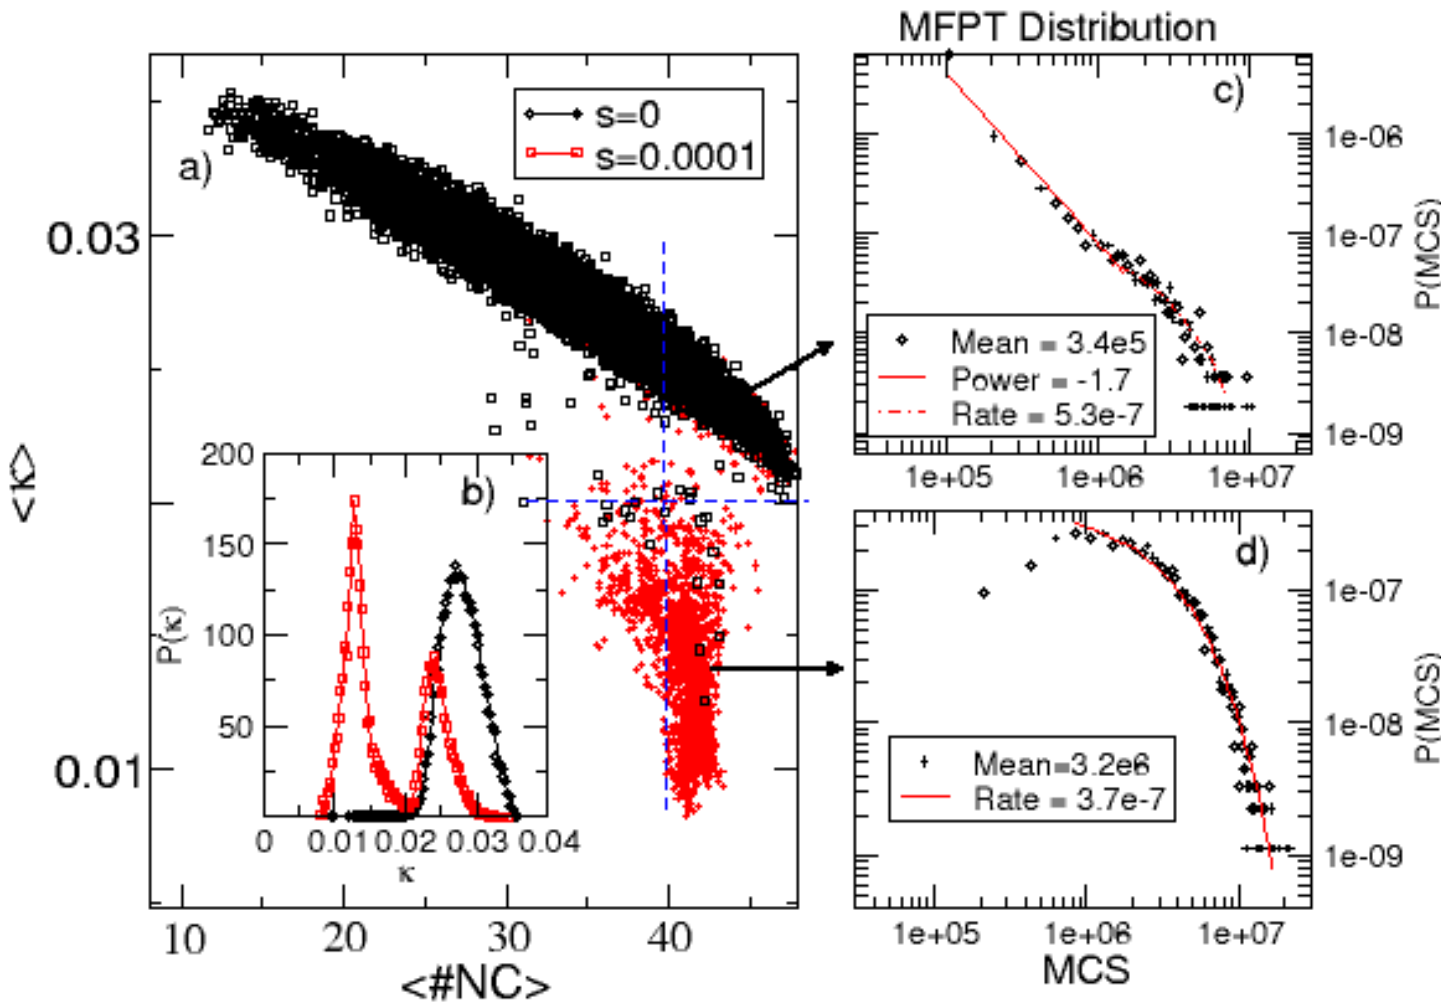 MFPT Distribution
a)
s=0
s=0.0001
0.03
0.01
<κ>
10
20
30
40
<#NC>
b)
200
150
100
50
P(κ)
0
0.01
0.02
0.03
0.04
κ
c)
1e-06
1e-07
1e-08
1e-09
P(MCS)
Mean = 3.4e5
Power = -1.7
Rate = 5.3e-7
1e+05
1e+06
1e+07
d)
1e-07
1e-08
1e-09
P(MCS)
Mean=3.2e6
Rate = 3.7e-7
1e+05
1e+06
1e+07
MCS